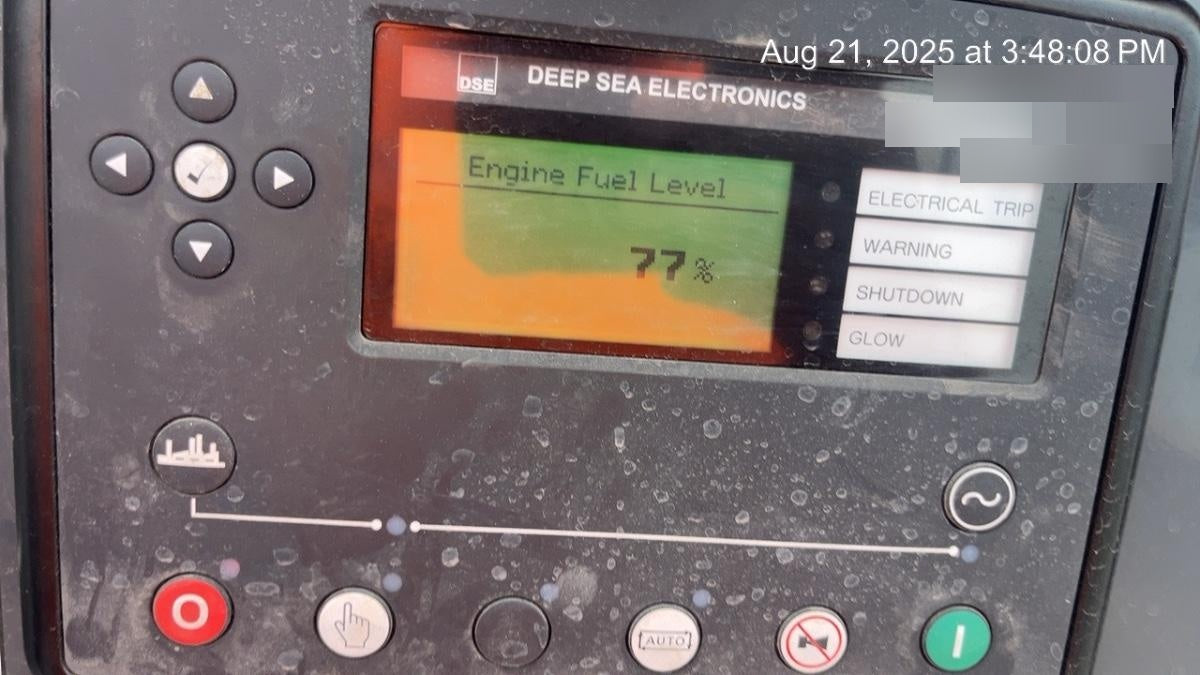 Aug 21, 2025 at 3:48:08 PM
DSE DEEP SEA ELECTRONICS
Engine Fuel Level
77 %
ELECTRICAL TRIP
WARNING
SHUTDOWN
GLOW
AUTO